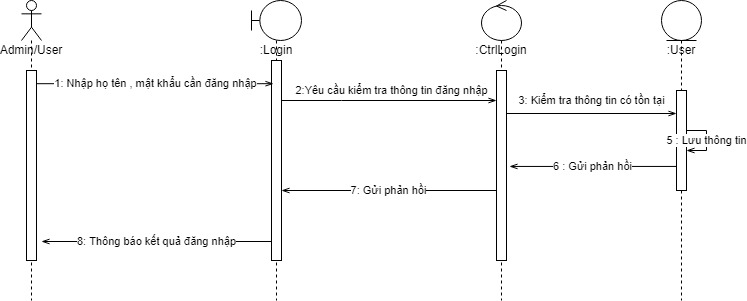 Admin/User
:Login
:CtrlLogin
:User
1: Nhập họ tên , mật khẩu cần đăng nhập
2:Yêu cầu kiểm tra thông tin đăng nhập
3: Kiểm tra thông tin có tồn tại
5 : Lưu thông tin
6 : Gửi phản hồi
7: Gửi phản hồi
8: Thông báo kết quả đăng nhập